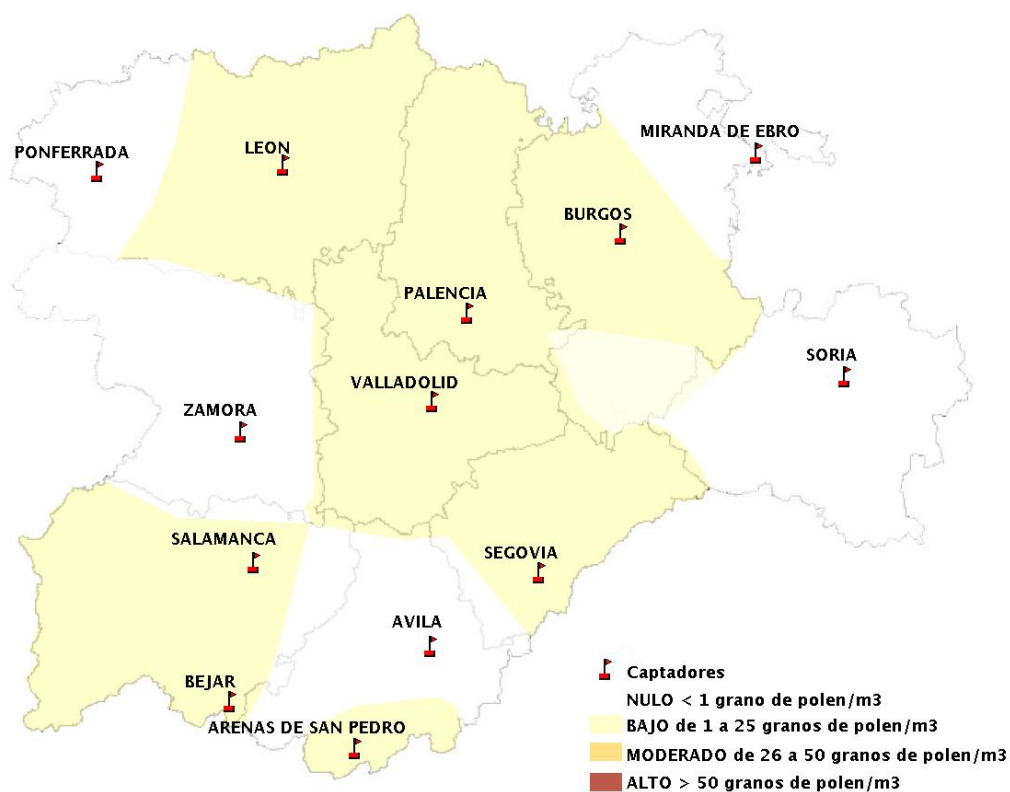 MIRANDA DE EBRO
LEON
PONFERRADA
BURGOS
PALENCIA
SORIA
VALLADOLID
ZAMORA
SALAMANCA
SEGOVIA
AVILA
BEJAR
ARENAS DE SAN PEDRO
Captadores
NULO < 1 grano de polen/m3
BAJO de 1 a 25 granos de polen/m3
MODERADO de 26 a 50 granos de polen/m3
ALTO > 50 granos de polen/m3